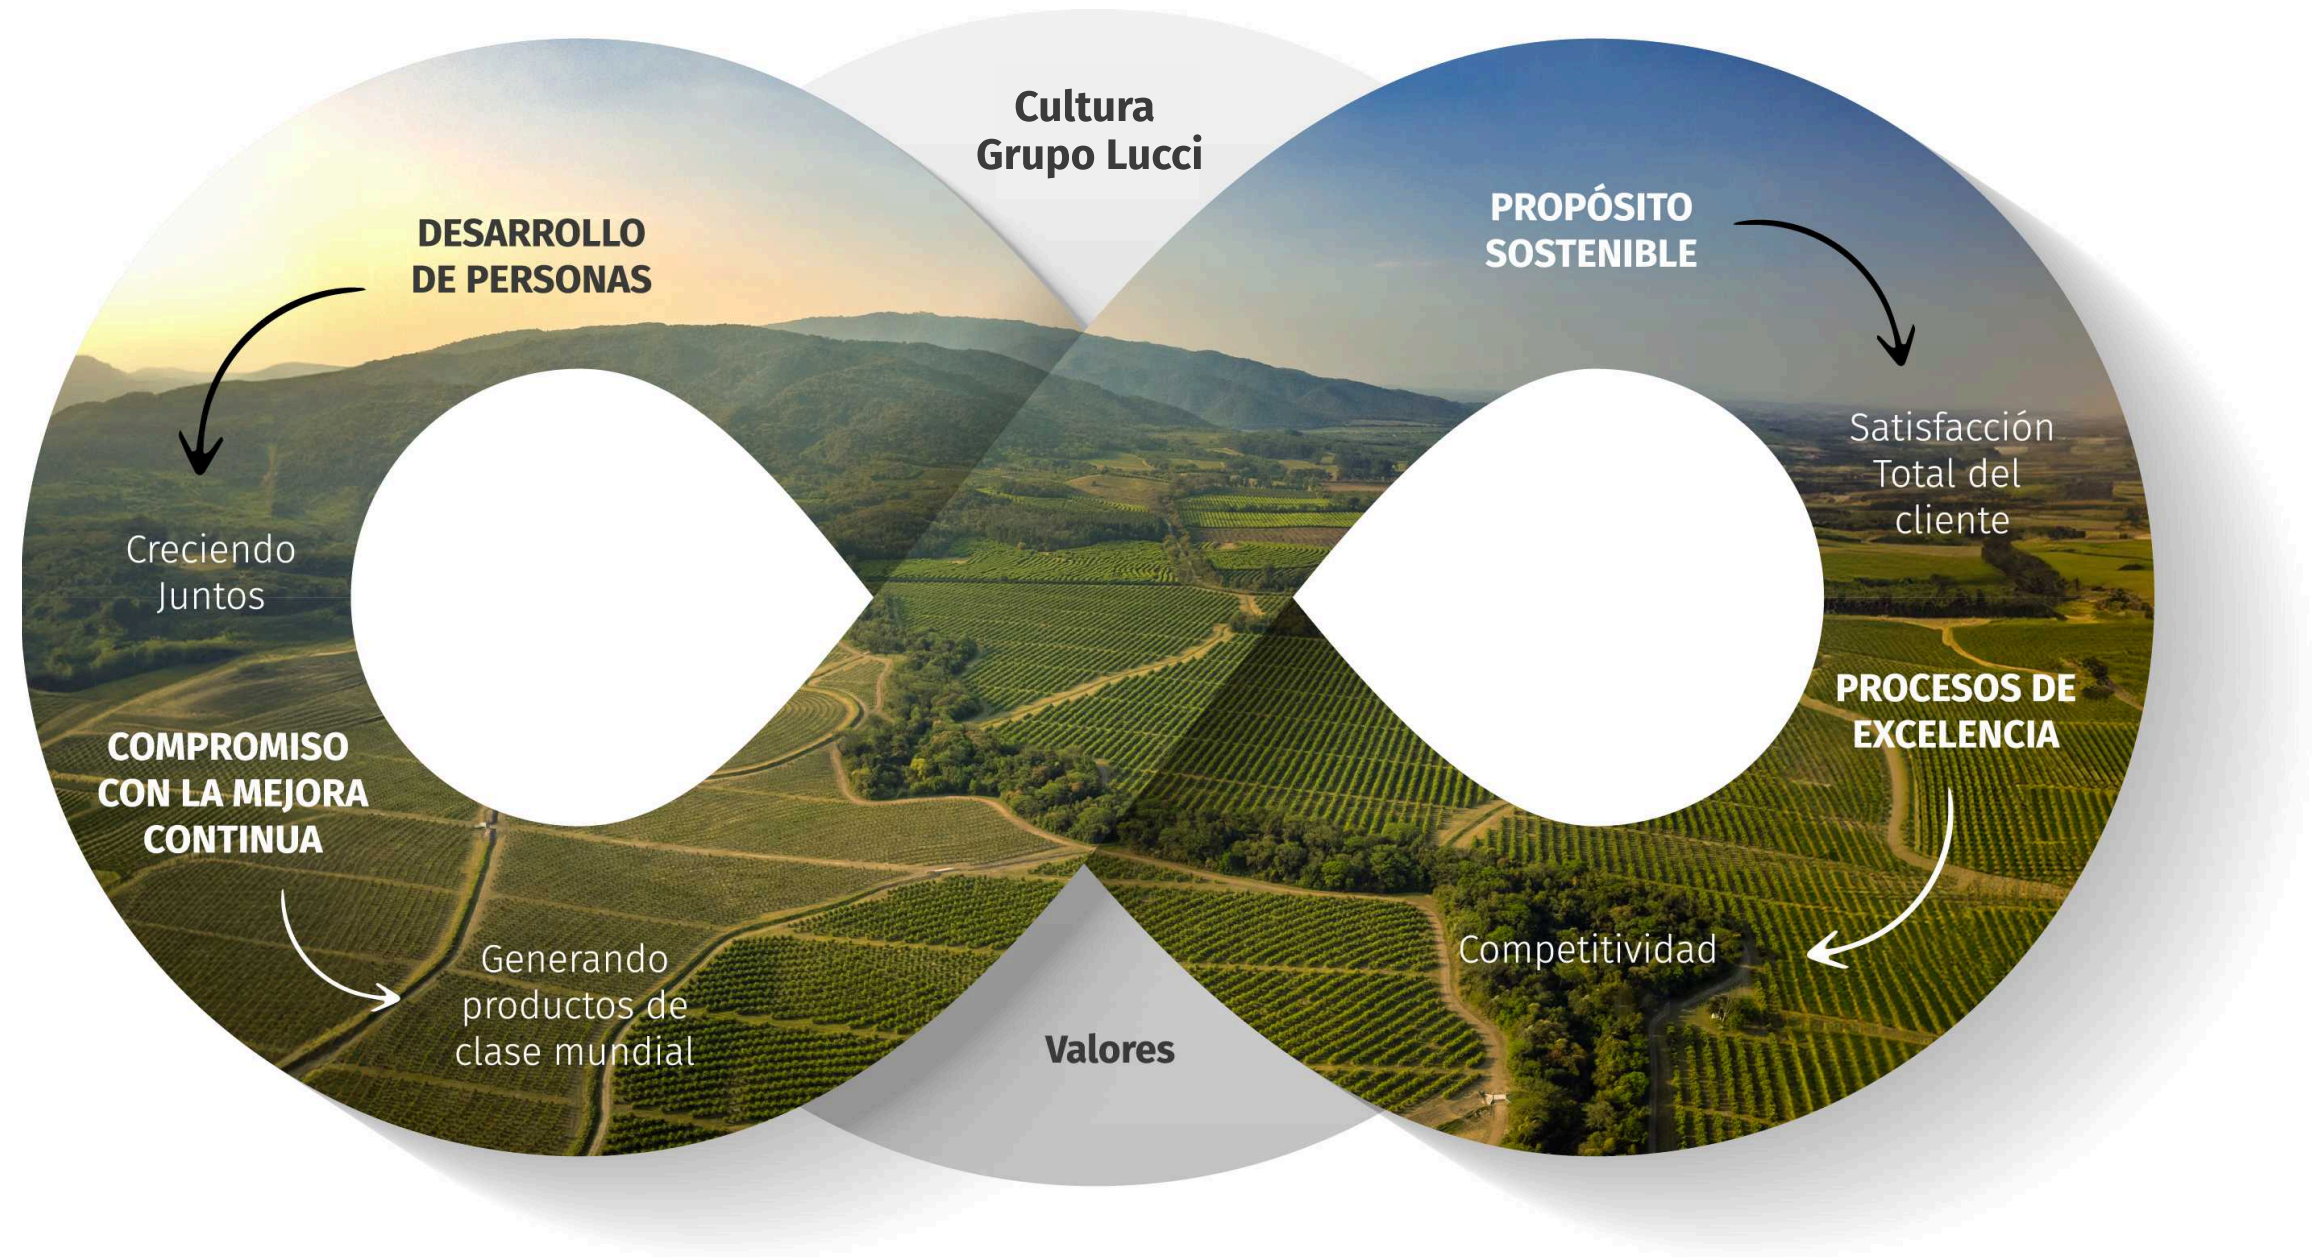 Cultura
Grupo Lucci
DESARROLLO
DE PERSONAS
Creciendo
Juntos
COMPROMISO
CON LA MEJORA
CONTINUA
Generando
productos de
clase mundial
PROPÓSITO
SOSTENIBLE
Satisfacción
Total del
cliente
PROCESOS DE
EXCELENCIA
Competitividad
Valores